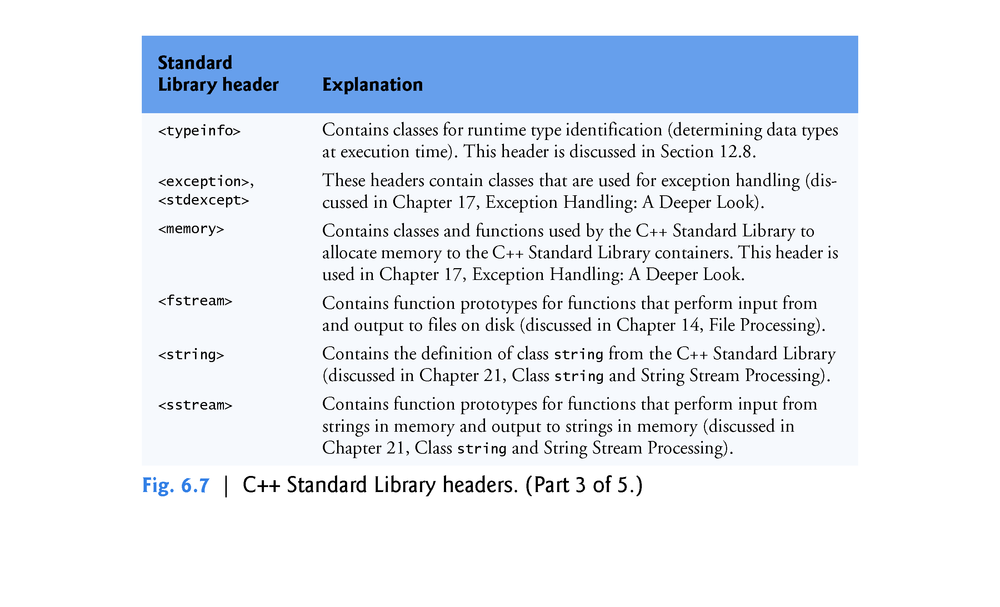 Standard
Library header Explanation
<typeinfo> Contains classes for runtime type identification (determining data types
at execution time). This header is discussed in Section 12.8.
<exception>, These headers contain classes that are used for exception handling (dis-
<stdexcept> cussed in Chapter 17, Exception Handling: A Deeper Look).
<memory> Contains classes and functions used by the C++ Standard Library to
allocate memory to the C++ Standard Library containers. This header is
used in Chapter 17, Exception Handling: A Deeper Look.
<fstream> Contains function prototypes for functions that perform input from
and output to files on disk (discussed in Chapter 14, File Processing).
<string> Contains the definition of class string from the C++ Standard Library
(discussed in Chapter 21, Class string and String Stream Processing).
<sstream> Contains function prototypes for functions that perform input from
strings in memory and output to strings in memory (discussed in
Chapter 21, Class string and String Stream Processing).
Fig. 6.7 | C++ Standard Library headers. (Part 3 of 5.)